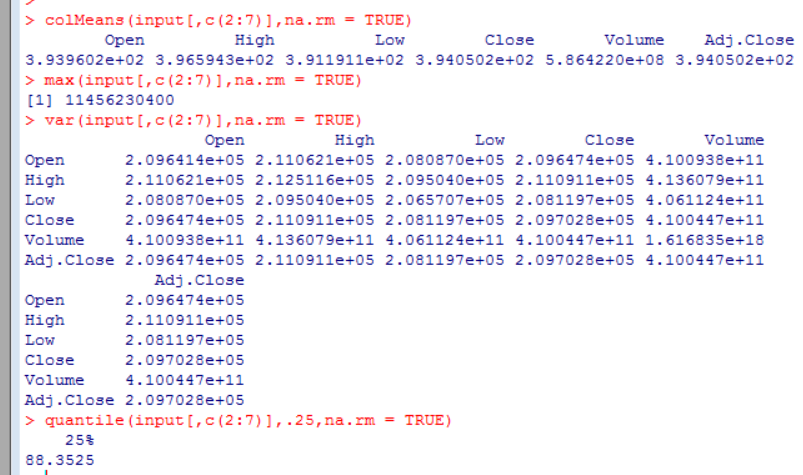 > colMeans(input[,c(2:7)],na.rm = TRUE)
        Open         High          Low        Close       Volume    Adj.Close
3.939602e+02 3.965943e+02 3.911911e+02 3.940502e+02 5.864220e+08 3.940502e+02
> max(input[,c(2:7)],na.rm = TRUE)
[1] 11456230400
> var(input[,c(2:7)],na.rm = TRUE)
                  Open         High          Low        Close       Volume
Open      2.096414e+05 2.110621e+05 2.080870e+05 2.096474e+05 4.100938e+11
High      2.110621e+05 2.125116e+05 2.095040e+05 2.110911e+05 4.136079e+11
Low       2.080870e+05 2.095040e+05 2.065707e+05 2.081197e+05 4.061124e+11
Close     2.096474e+05 2.110911e+05 2.081197e+05 2.097028e+05 4.100447e+11
Volume    4.100938e+11 4.136079e+11 4.061124e+11 4.100447e+11 1.616835e+18
Adj.Close 2.096474e+05 2.110911e+05 2.081197e+05 2.097028e+05 4.100447e+11
             Adj.Close
Open      2.096474e+05
High      2.110911e+05
Low       2.081197e+05
Close     2.097028e+05
Volume    4.100447e+11
Adj.Close 2.097028e+05
> quantile(input[,c(2:7)],.25,na.rm = TRUE)
    25%
88.3525